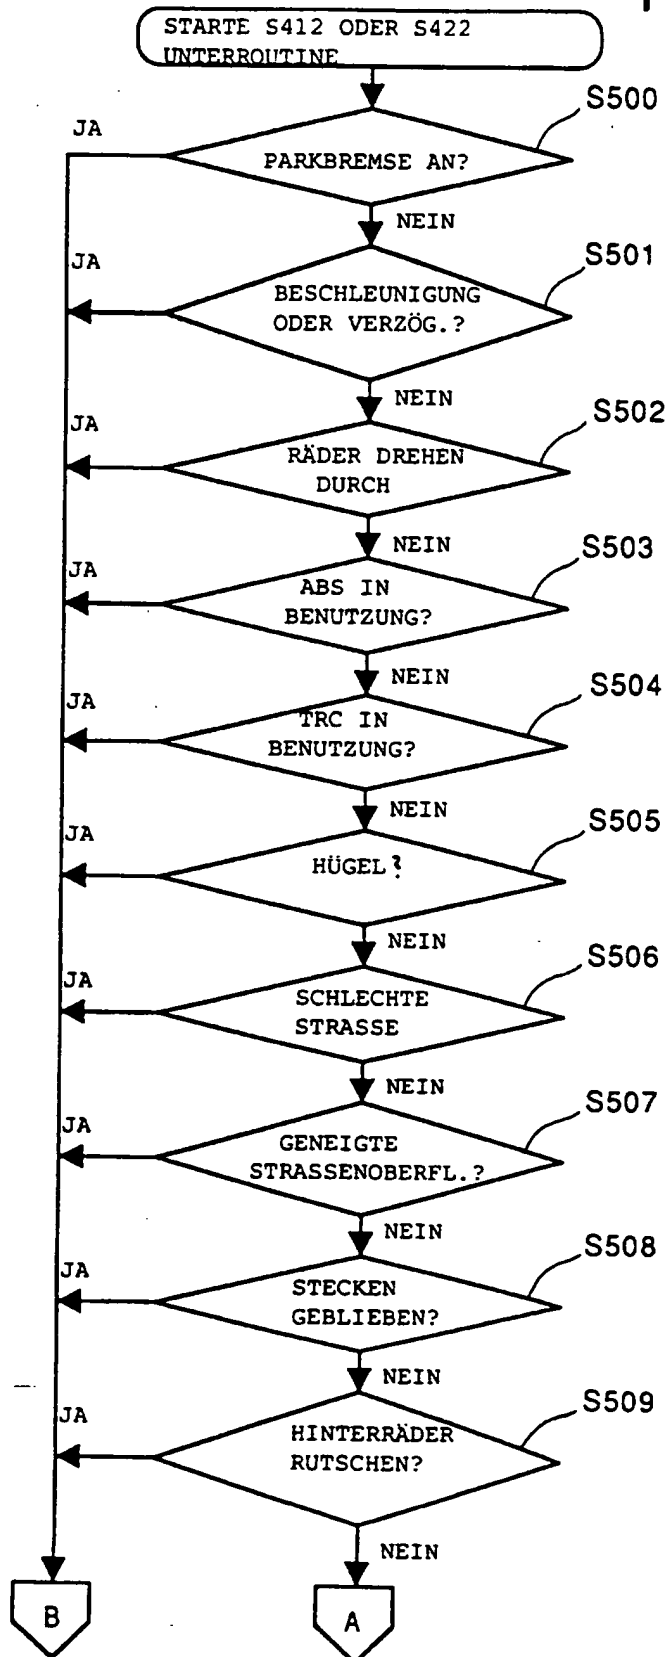 STARTE S412 ODER S422
UNTERROUTINE
S500
JA
PARKBREMSE AN?
NEIN
S501
JA
BESCHLEUNIGUNG
ODER VERZÖG.?
NEIN
S502
JA
RÄDER DREHEN
DURCH
NEIN
S503
JA
ABS IN
BENUTZUNG?
NEIN
S504
JA
TRC IN
BENUTZUNG?
NEIN
S505
JA
HÜGEL?
NEIN
S506
JA
SCHLECHTE
STRASSE
NEIN
S507
JA
GENEIGTE
STRASSENOBERFL.?
NEIN
S508
JA
STECKEN
GEBLIEBEN?
NEIN
S509
JA
HINTERRÄDER
RUTSCHEN?
NEIN
B
A